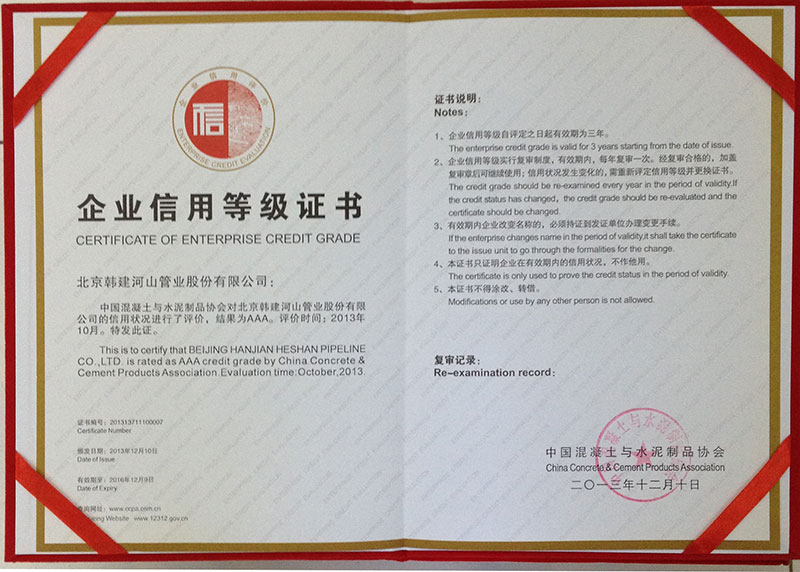 企业信用评价
信
ENTERPRISE CREDIT EVALUATION
企业信用等级证书
CERTIFICATE OF ENTERPRISE CREDIT GRADE
北京韩建河山管业股份有限公司：
中国混凝土与水泥制品协会对北京韩建河山管业股份有限
公司的信用状况进行了评价，结果为AAA。评价时间：2013年
10月。特发此证。
This is to certify that BEIJING HANJIAN HESHAN PIPELINE
CO.,LTD. is rated as AAA credit grade by China Concrete &
Cement Products Association.Evaluation time:October,2013.
证书编号：201313711100007
Certificate Number
颁发日期：2013年12月10日
Date of Issue
有效期至：2016年12月9日
Date of Expiry
查询网址：www.ccpa.com.cn
Website www.12312.gov.cn
证书说明：
Notes:
1、企业信用等级自评定之日起有效期为三年。
The enterprise credit grade is valid for 3 years starting from the date of issue.
2、企业信用等级实行复审制度，有效期内，每年复审一次。经复审合格的，加盖
复审章后可继续使用；信用状况发生变化的，需重新评定信用等级并更换证书。
The credit grade should be re-examined every year in the period of validity.If
the credit status has changed, the credit grade should be re-evaluated and the
certificate should be changed.
3、有效期内企业改变名称的，必须持证到发证单位办理变更手续。
If the enterprise changes name in the period of validity,it shall take the certificate
to the issue unit to go through the formalities for the change.
4、本证书只证明企业在有效期内的信用状况，不作他用。
The certificate is only used to prove the credit status in the period of validity.
5、本证书不得涂改、转借。
Modifications or use by any other person is not allowed.
复审记录：
Re-examination record:
中国混凝土与水泥制品协会
China Concrete & Cement Products Association
二〇一三年十二月十日